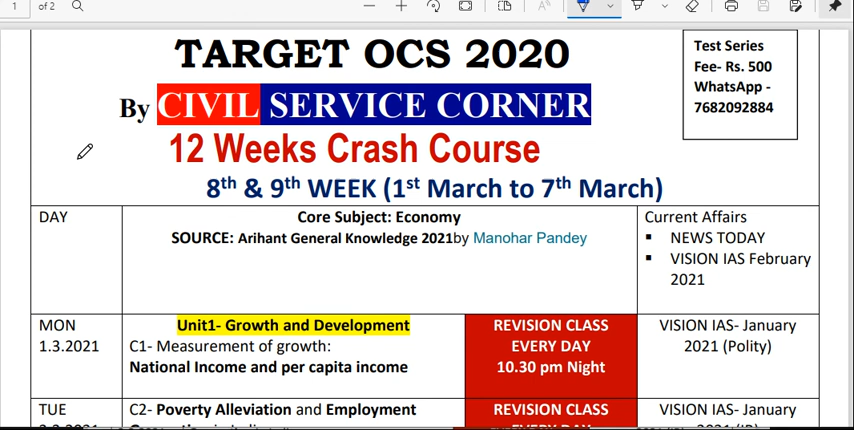 1 of 2
TARGET OCS 2020
By CIVIL SERVICE CORNER
12 Weeks Crash Course
8th & 9th WEEK (1st March to 7th March)
Test Series
Fee- Rs. 500
WhatsApp -
7682092884
DAY
Core Subject: Economy
SOURCE: Arihant General Knowledge 2021by Manohar Pandey
Current Affairs
▪ NEWS TODAY
▪ VISION IAS February
2021
MON
1.3.2021
Unit1- Growth and Development
C1- Measurement of growth:
National Income and per capita income
REVISION CLASS
EVERY DAY
10.30 pm Night
VISION IAS- January
2021 (Polity)
TUE
C2- Poverty Alleviation and Employment
REVISION CLASS
VISION IAS- January